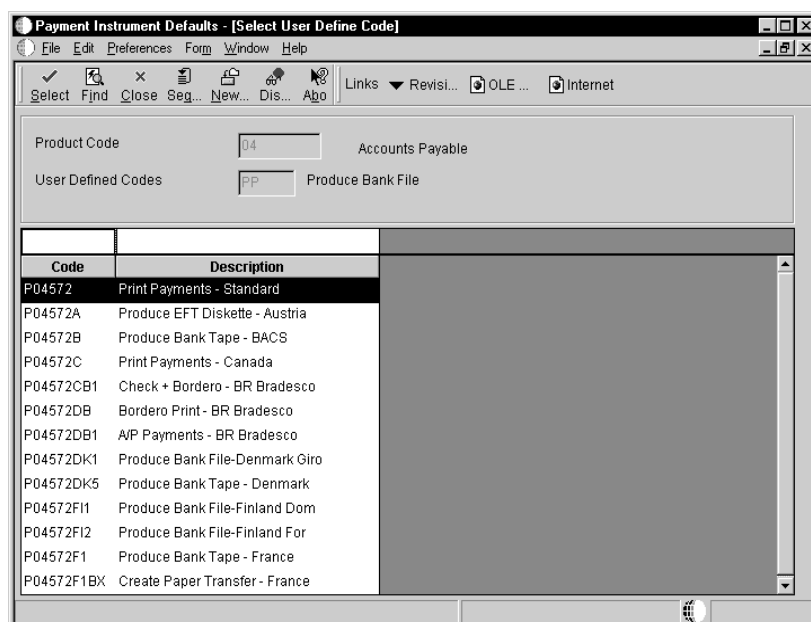 Payment Instrument Defaults - [Select User Define Code]
File Edit Preferences Form Window Help
Select Find Close Seq... New... Dis... Abo Links Revisi... OLE ... Internet
Product Code 04 Accounts Payable
User Defined Codes PP Produce Bank File
Code Description
P04572 Print Payments - Standard
P04572A Produce EFT Diskette - Austria
P04572B Produce Bank Tape - BACS
P04572C Print Payments - Canada
P04572CB1 Check + Bordero - BR Bradesco
P04572DB Bordero Print - BR Bradesco
P04572DB1 A/P Payments - BR Bradesco
P04572DK1 Produce Bank File-Denmark Giro
P04572DK5 Produce Bank Tape - Denmark
P04572FI1 Produce Bank File-Finland Dom
P04572FI2 Produce Bank File-Finland For
P04572F1 Produce Bank Tape - France
P04572F1BX Create Paper Transfer - France